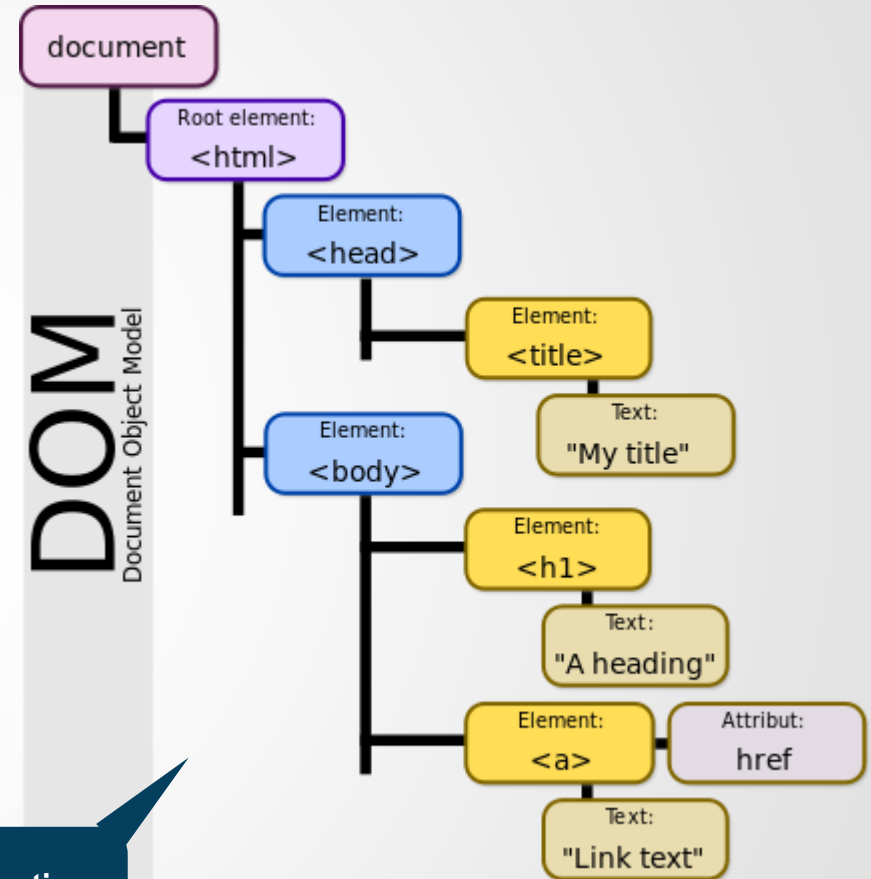 document
Root element:
<html>
Element:
<head>
Element:
<title>
Text:
"My title"
Element:
<body>
Element:
<h1>
Text:
"A heading"
Element:
<a>
Attribut:
href
Text:
"Link text"
DOM
Document Object Model